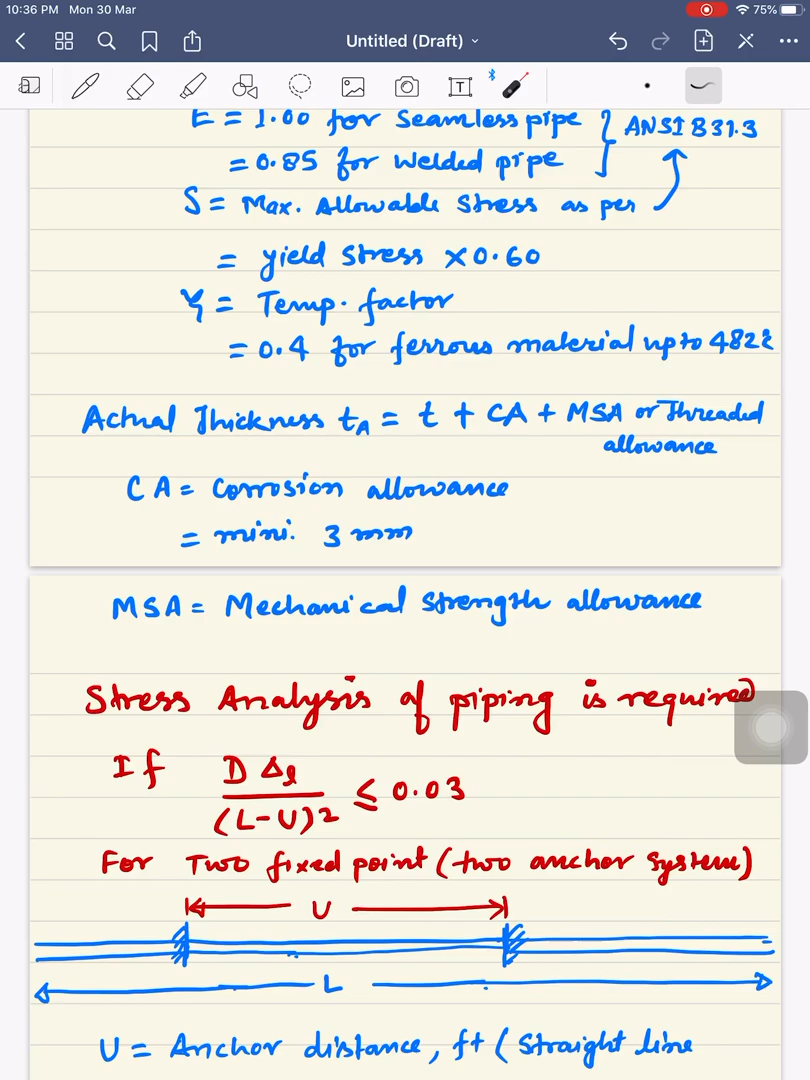 10:36 PM Mon 30 Mar 75%
Untitled (Draft)
T
E = 1.00 for Seamless pipe
= 0.85 for welded pipe
ANSI B 31.3
S = Max. Allowable Stress as per
= yield stress x 0.60
Y = Temp. factor
= 0.4 for ferrous material up to 482
Actual Thickness tA = t + CA + MSA or Threaded
allowance
CA = Corrosion allowance
= mini. 3 mm
MSA = Mechanical strength allowance
Stress Analysis of piping is required
If D Δl / (L-U)2 ≤ 0.03
For Two fixed point (two anchor system)
U
L
U = Anchor distance, ft (Straight line